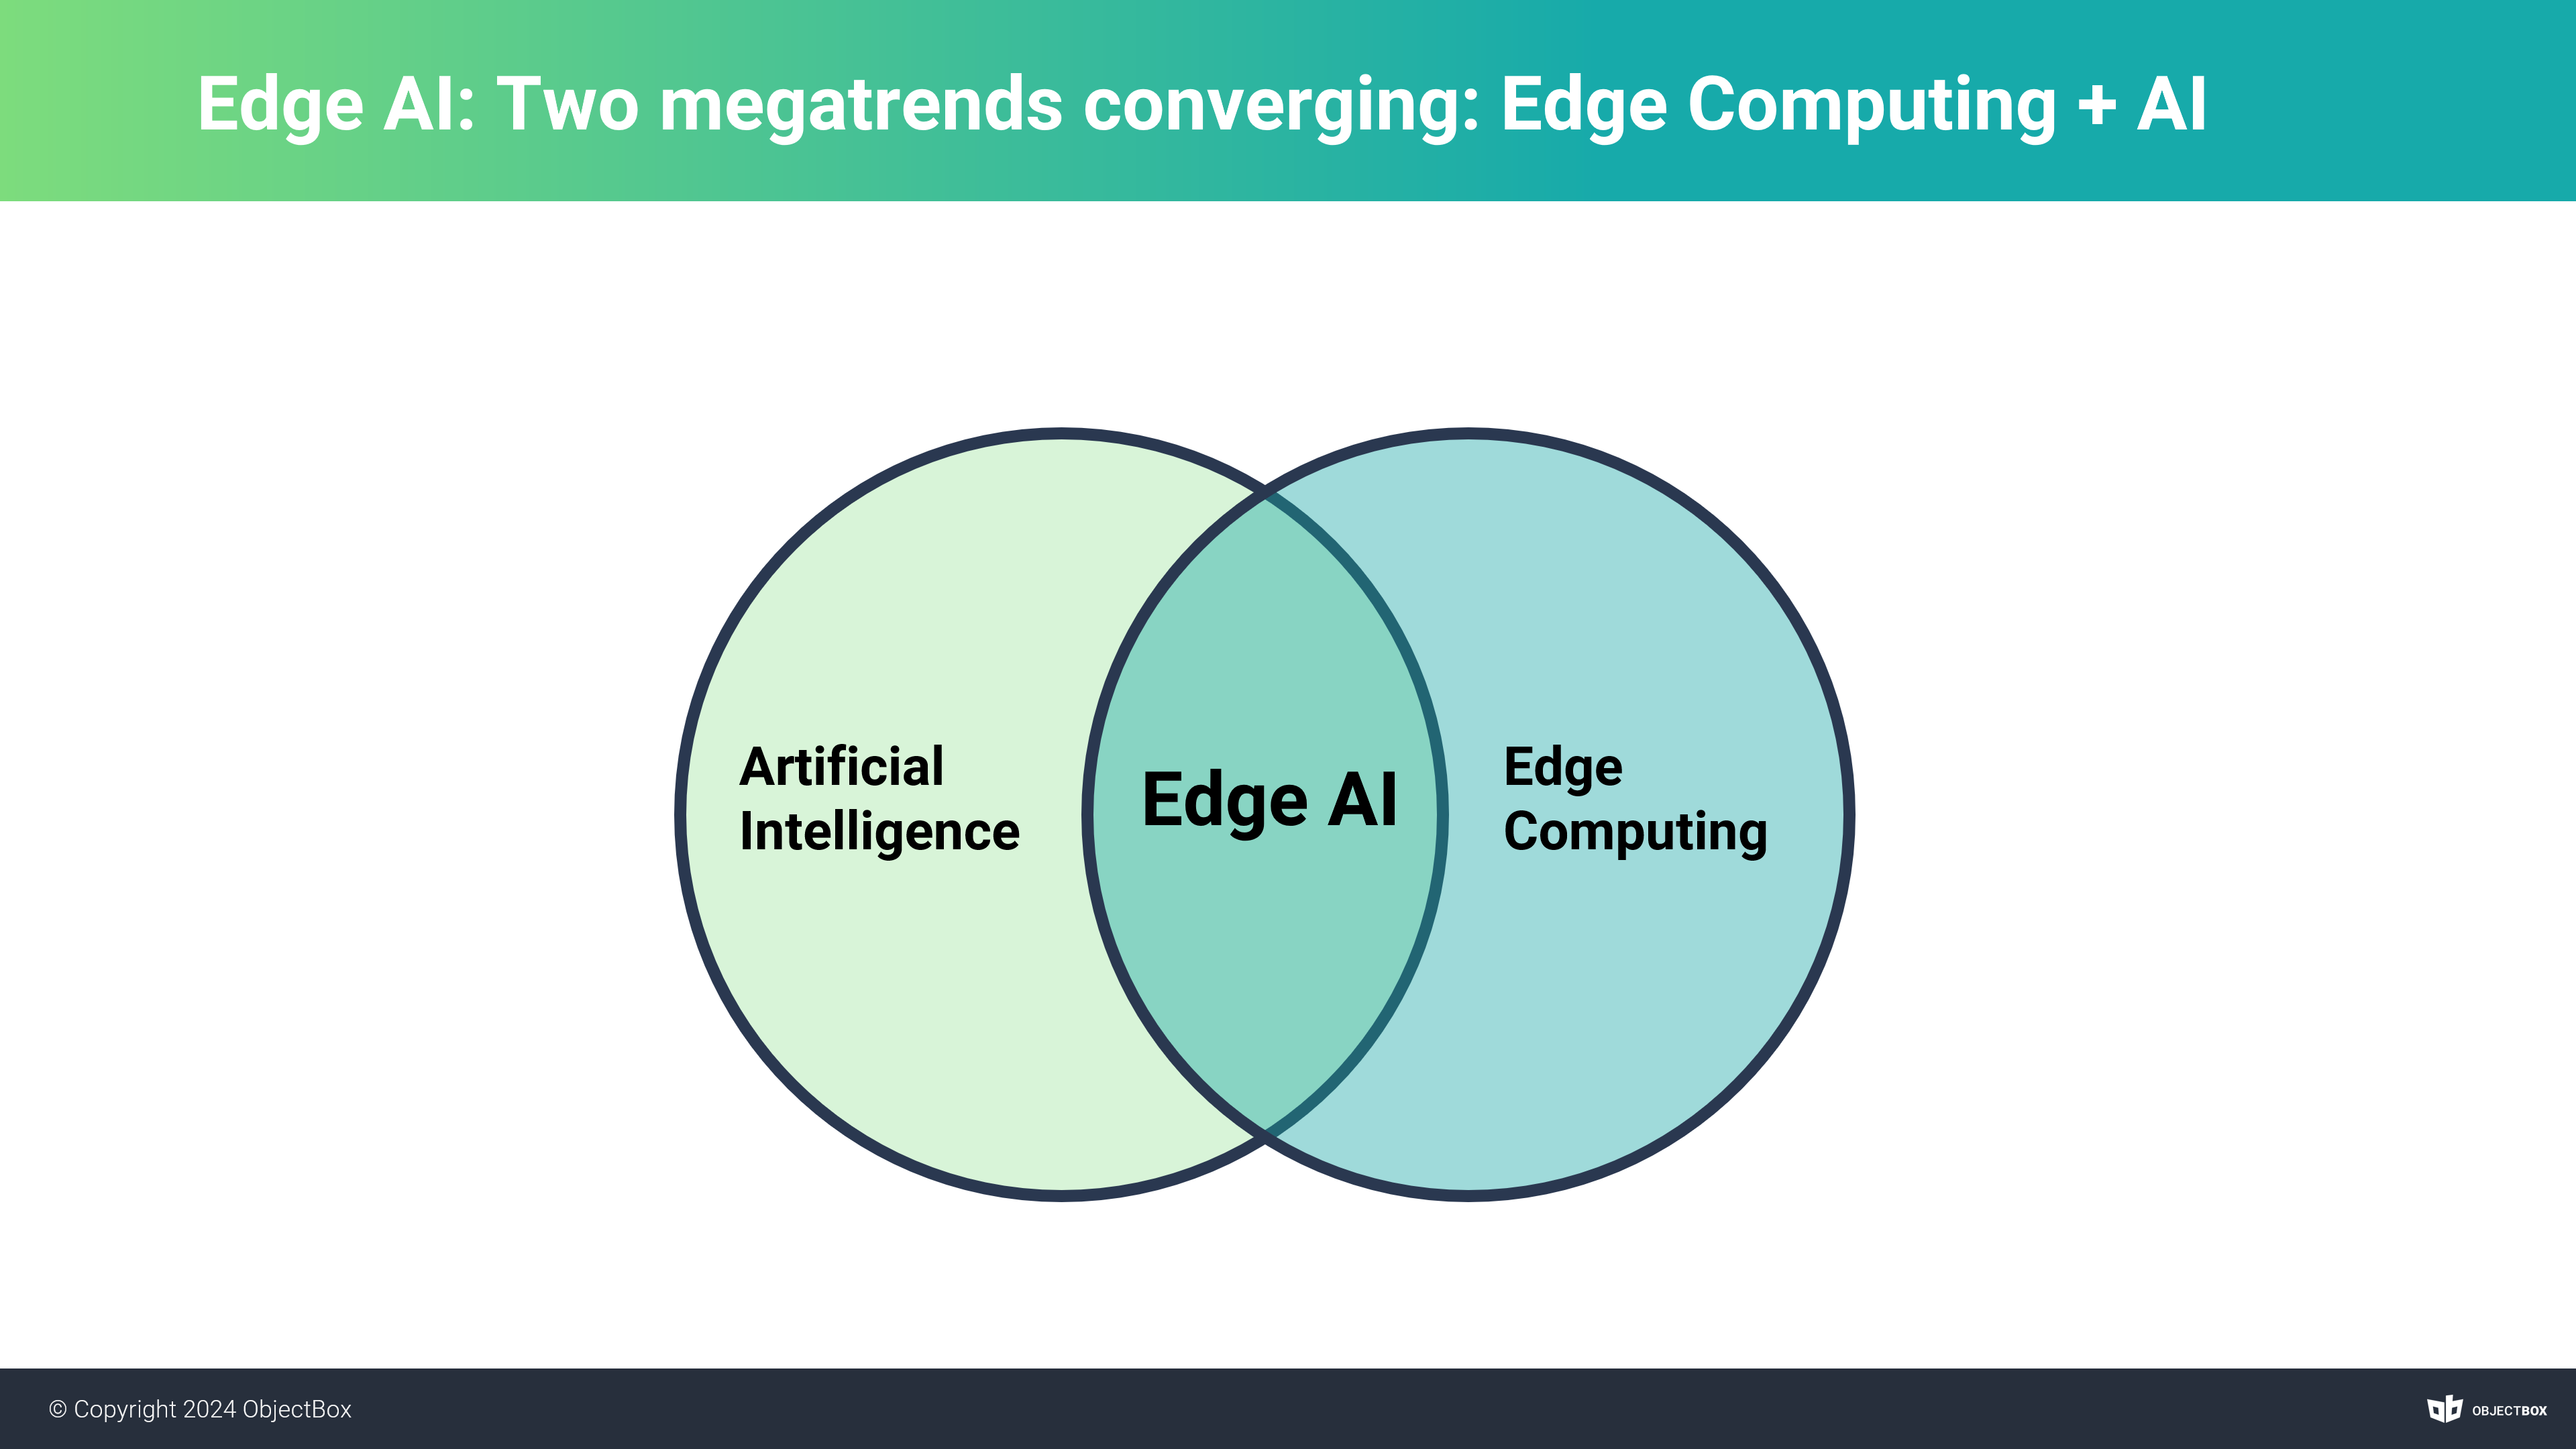 Edge AI: Two megatrends converging: Edge Computing + AI
Artificial
Intelligence
Edge AI
Edge
Computing
© Copyright 2024 ObjectBox
OBJECTBOX